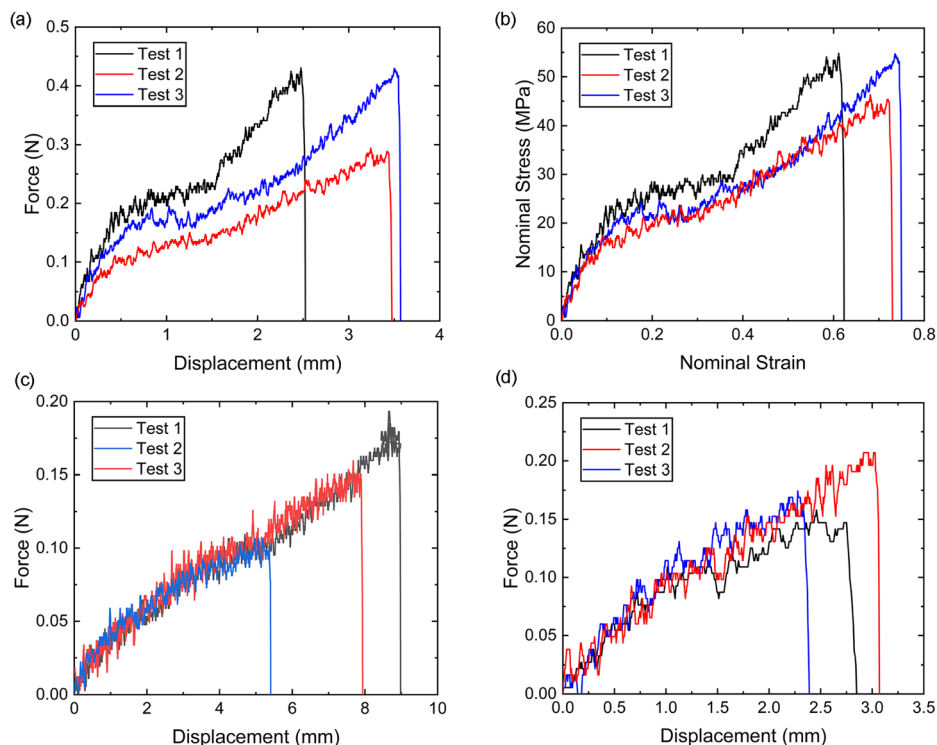 (a)
0.5
0.4
0.3
0.2
0.1
0.0
Force (N)
Test 1
Test 2
Test 3
0 1 2 3 4
Displacement (mm)
(b)
60
50
40
30
20
10
0
Nominal Stress (MPa)
Test 1
Test 2
Test 3
0.0 0.2 0.4 0.6 0.8
Nominal Strain
(c)
0.20
0.15
0.10
0.05
0.00
Force (N)
Test 1
Test 2
Test 3
0 2 4 6 8 10
Displacement (mm)
(d)
0.25
0.20
0.15
0.10
0.05
0.00
Force (N)
Test 1
Test 2
Test 3
0.0 0.5 1.0 1.5 2.0 2.5 3.0 3.5
Displacement (mm)